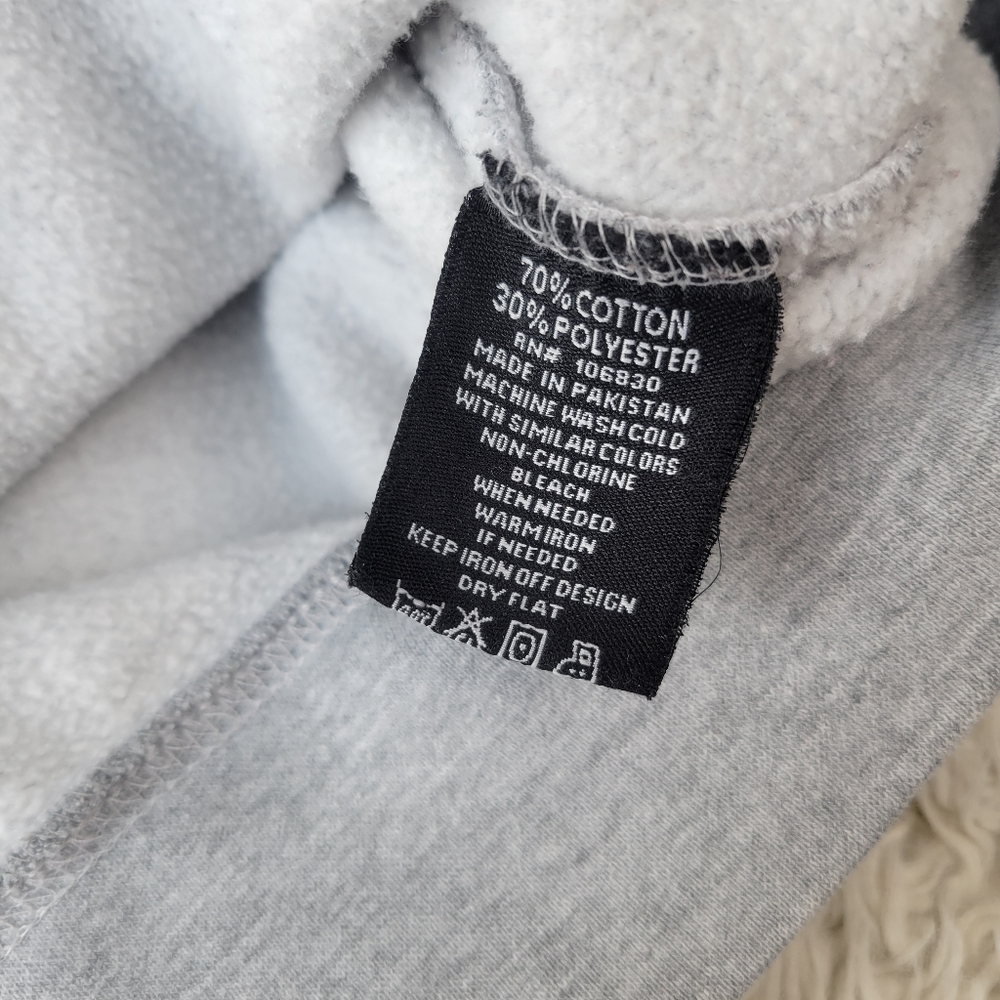 70% COTTON
30% POLYESTER
RN# 106830
MADE IN PAKISTAN
MACHINE WASH COLD
WITH SIMILAR COLORS
NON-CHLORINE
BLEACH
WHEN NEEDED
WARM IRON
IF NEEDED
KEEP IRON OFF DESIGN
DRY FLAT